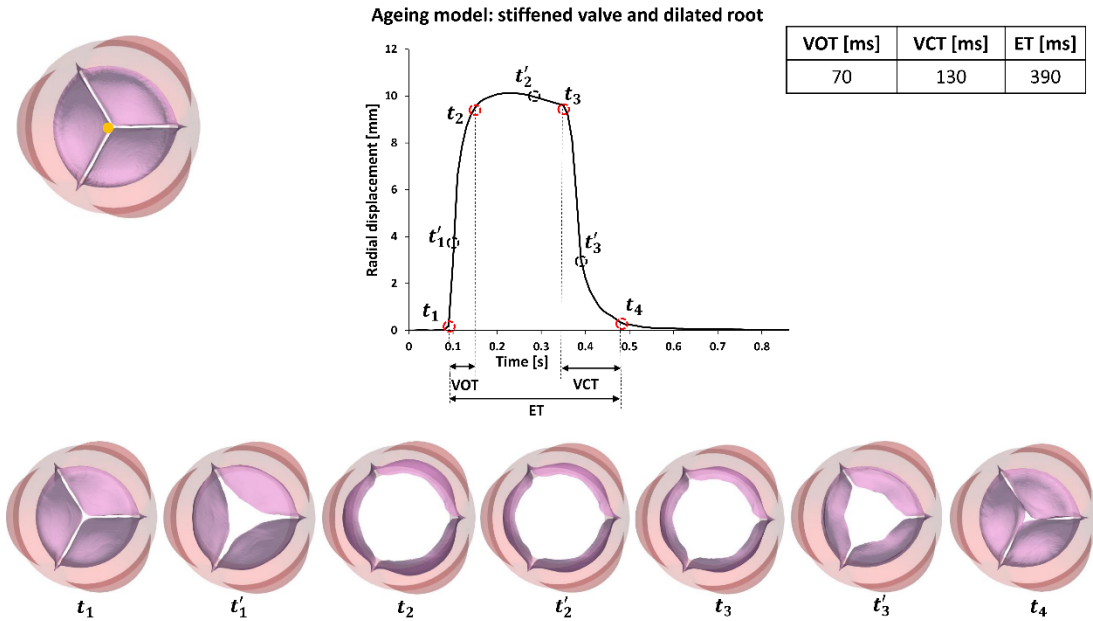 Ageing model: stiffened valve and dilated root
VOT [ms] VCT [ms] ET [ms]
70 130 390
Radial displacement [mm]
12
10
8
6
4
2
0
t₁
t′₁
t₂
t′₂
t₃
t′₃
t₄
0 0.1 0.2 0.3 0.4 0.5 0.6 0.7 0.8
Time [s]
VOT
VCT
ET
t₁ t′₁ t₂ t′₂ t₃ t′₃ t₄